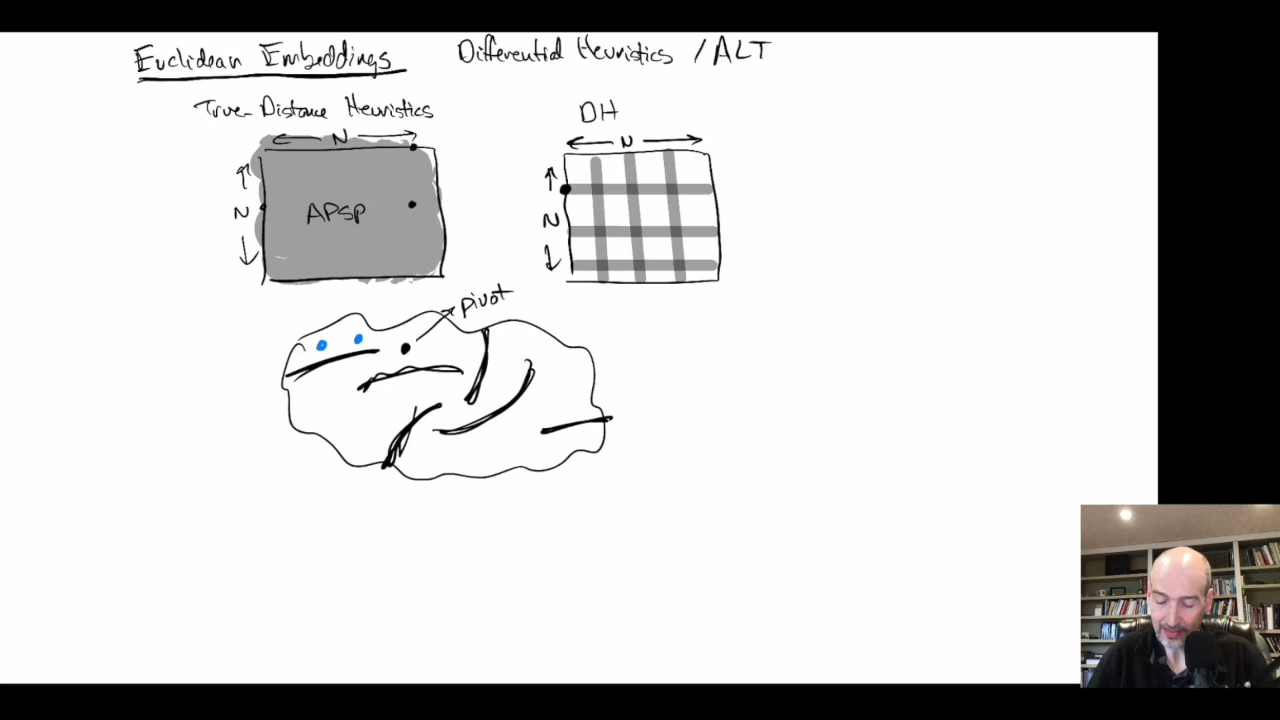 Euclidean Embeddings Differential Heuristics / ALT
True-Distance Heuristics
DH
N
N
N
APSP
N
pivot